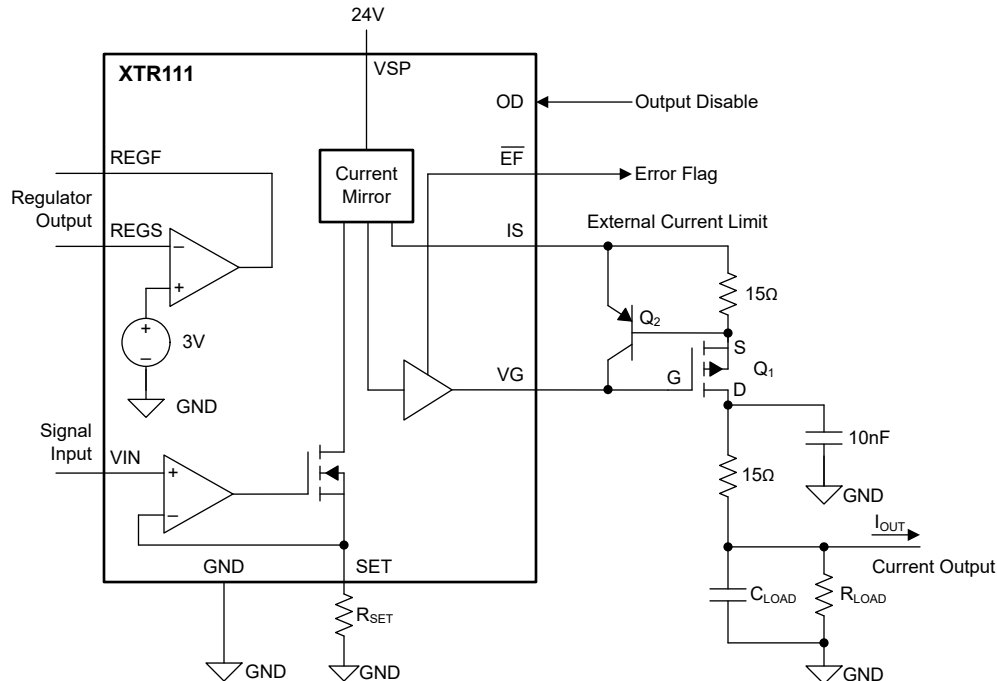 24V
XTR111
VSP
OD
Output Disable
REGF
EF
Error Flag
Current
Mirror
Regulator
Output
External Current Limit
REGS
IS
−
+
15Ω
Q2
+
−
3V
S
VG
G
Q1
D
GND
Signal
Input
VIN
10nF
+
−
15Ω
GND
IOUT
GND
SET
Current Output
RSET
CLOAD
RLOAD
GND
GND
GND